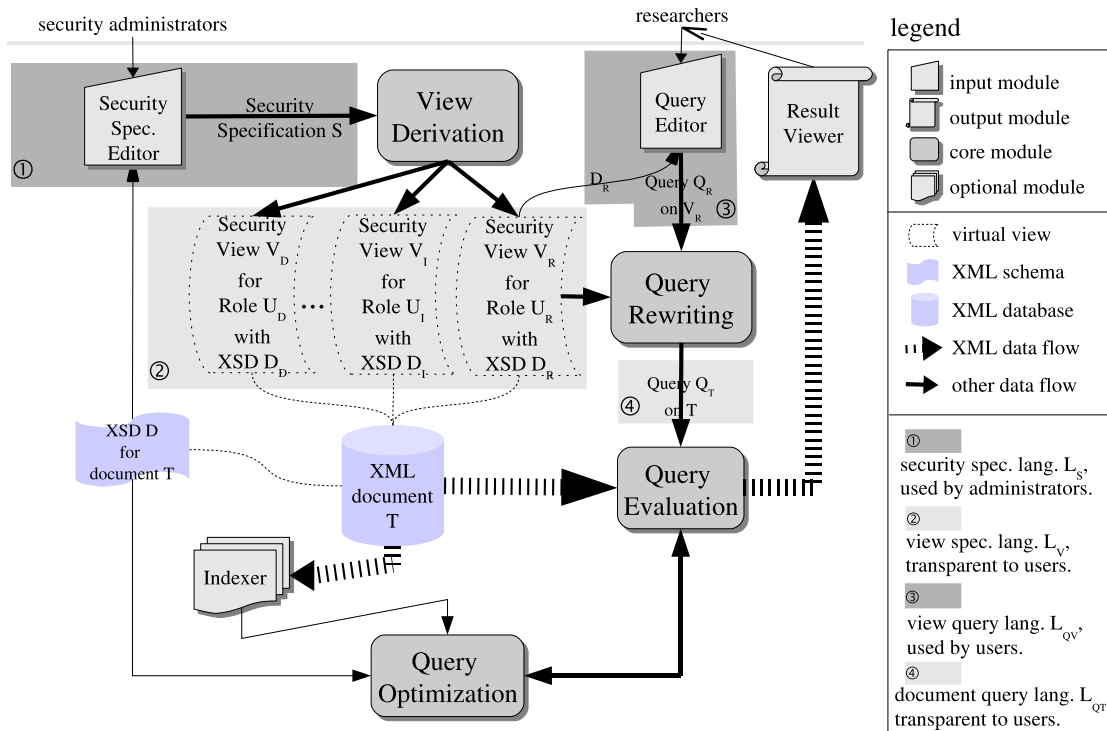 security administrators
researchers
legend
Security
Spec.
Editor
Security
Specification S
View
Derivation
Query
Editor
Result
Viewer
①
D_R
Query Q_R
on V_R
③
Security
View V_D
for
Role U_D
with
XSD D_D
...
Security
View V_I
for
Role U_I
with
XSD D_I
Security
View V_R
for
Role U_R
with
XSD D_R
②
Query
Rewriting
④
Query Q_T
on T
XSD D
for
document T
XML
document
T
Query
Evaluation
Indexer
Query
Optimization
input module
output module
core module
optional module
virtual view
XML schema
XML database
XML data flow
other data flow
①
security spec. lang. L_S,
used by administrators.
②
view spec. lang. L_V,
transparent to users.
③
view query lang. L_QV,
used by users.
④
document query lang. L_QT
transparent to users.